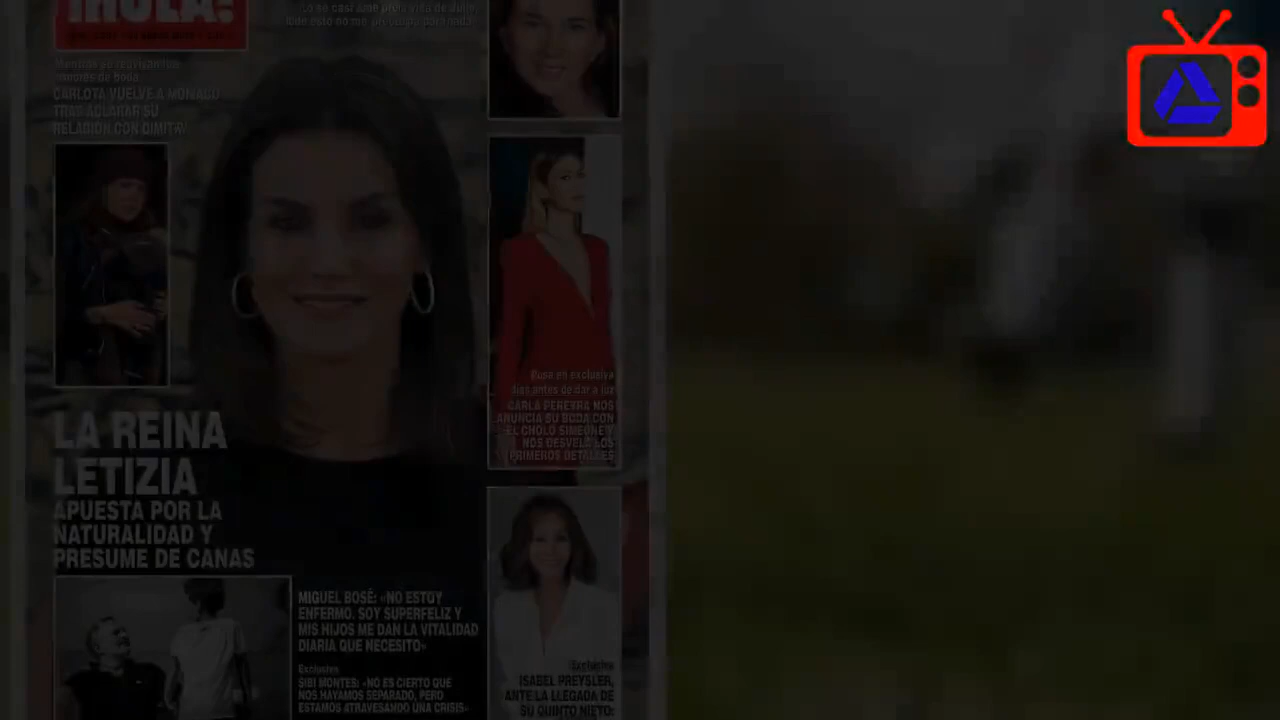 ¡HOLA!
CARLOTA VUELVE A MÓNACO
TRAS ACLARAR SU
RELACIÓN CON DIMITRI
LA REINA
LETIZIA
APUESTA POR LA
NATURALIDAD Y
PRESUME DE CANAS
Posa en exclusiva
días antes de dar a luz
CARLA PEREYRA NOS
ANUNCIA SU BODA CON
EL CHOLO SIMEONE Y
NOS DESVELA LOS
PRIMEROS DETALLES
MIGUEL BOSÉ: «NO ESTOY
ENFERMO. SOY SUPERFELIZ Y
MIS HIJOS ME DAN LA VITALIDAD
DIARIA QUE NECESITO»
Exclusiva
SIBI MONTES: «NO ES CIERTO QUE
NOS HAYAMOS SEPARADO, PERO
ESTAMOS ATRAVESANDO UNA CRISIS»
Exclusiva
ISABEL PREYSLER,
ANTE LA LLEGADA DE
SU QUINTO NIETO: